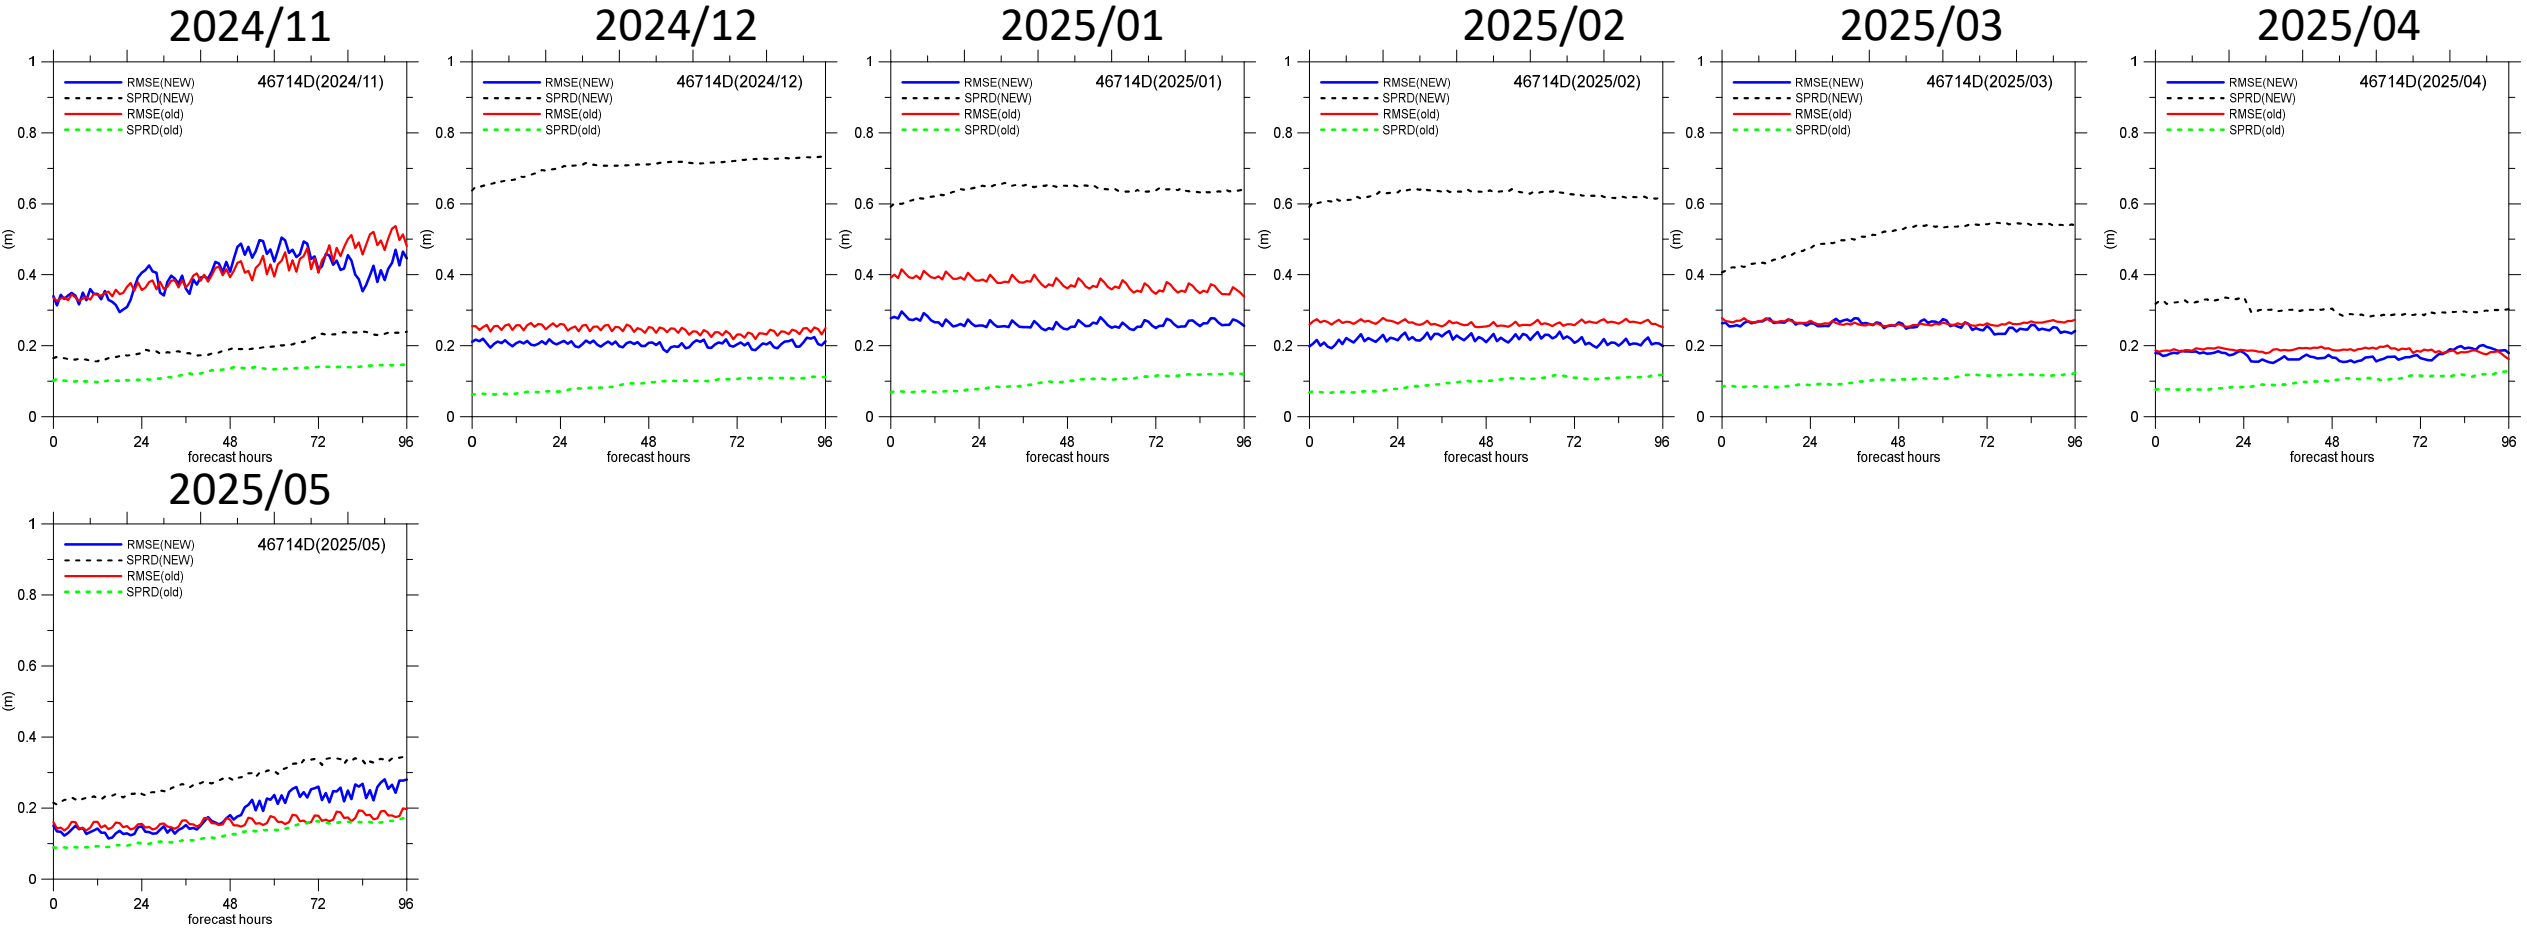 2024/11
2024/12
2025/01
2025/02
2025/03
2025/04
1
0.8
0.6
0.4
0.2
0
(m)
RMSE(NEW)
SPRD(NEW)
RMSE(old)
SPRD(old)
46714D(2024/11)
0 24 48 72 96
forecast hours
1
0.8
0.6
0.4
0.2
0
(m)
RMSE(NEW)
SPRD(NEW)
RMSE(old)
SPRD(old)
46714D(2024/12)
0 24 48 72 96
forecast hours
1
0.8
0.6
0.4
0.2
0
(m)
RMSE(NEW)
SPRD(NEW)
RMSE(old)
SPRD(old)
46714D(2025/01)
0 24 48 72 96
forecast hours
1
0.8
0.6
0.4
0.2
0
(m)
RMSE(NEW)
SPRD(NEW)
RMSE(old)
SPRD(old)
46714D(2025/02)
0 24 48 72 96
forecast hours
1
0.8
0.6
0.4
0.2
0
(m)
RMSE(NEW)
SPRD(NEW)
RMSE(old)
SPRD(old)
46714D(2025/03)
0 24 48 72 96
forecast hours
1
0.8
0.6
0.4
0.2
0
(m)
RMSE(NEW)
SPRD(NEW)
RMSE(old)
SPRD(old)
46714D(2025/04)
0 24 48 72 96
forecast hours
2025/05
1
0.8
0.6
0.4
0.2
0
(m)
RMSE(NEW)
SPRD(NEW)
RMSE(old)
SPRD(old)
46714D(2025/05)
0 24 48 72 96
forecast hours